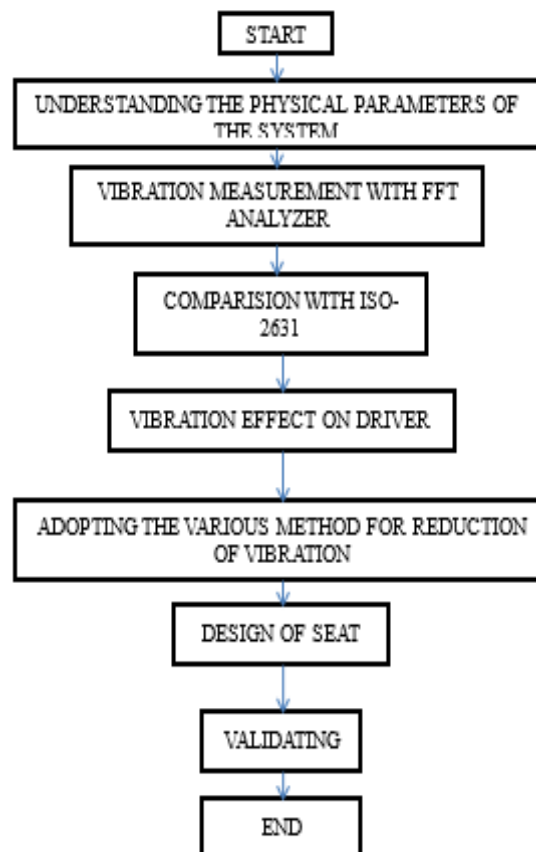 START
UNDERSTANDING THE PHYSICAL PARAMETERS OF
THE SYSTEM
VIBRATION MEASUREMENT WITH FFT
ANALYZER
COMPARISION WITH ISO-
2631
VIBRATION EFFECT ON DRIVER
ADOPTING THE VARIOUS METHOD FOR REDUCTION
OF VIBRATION
DESIGN OF SEAT
VALIDATING
END